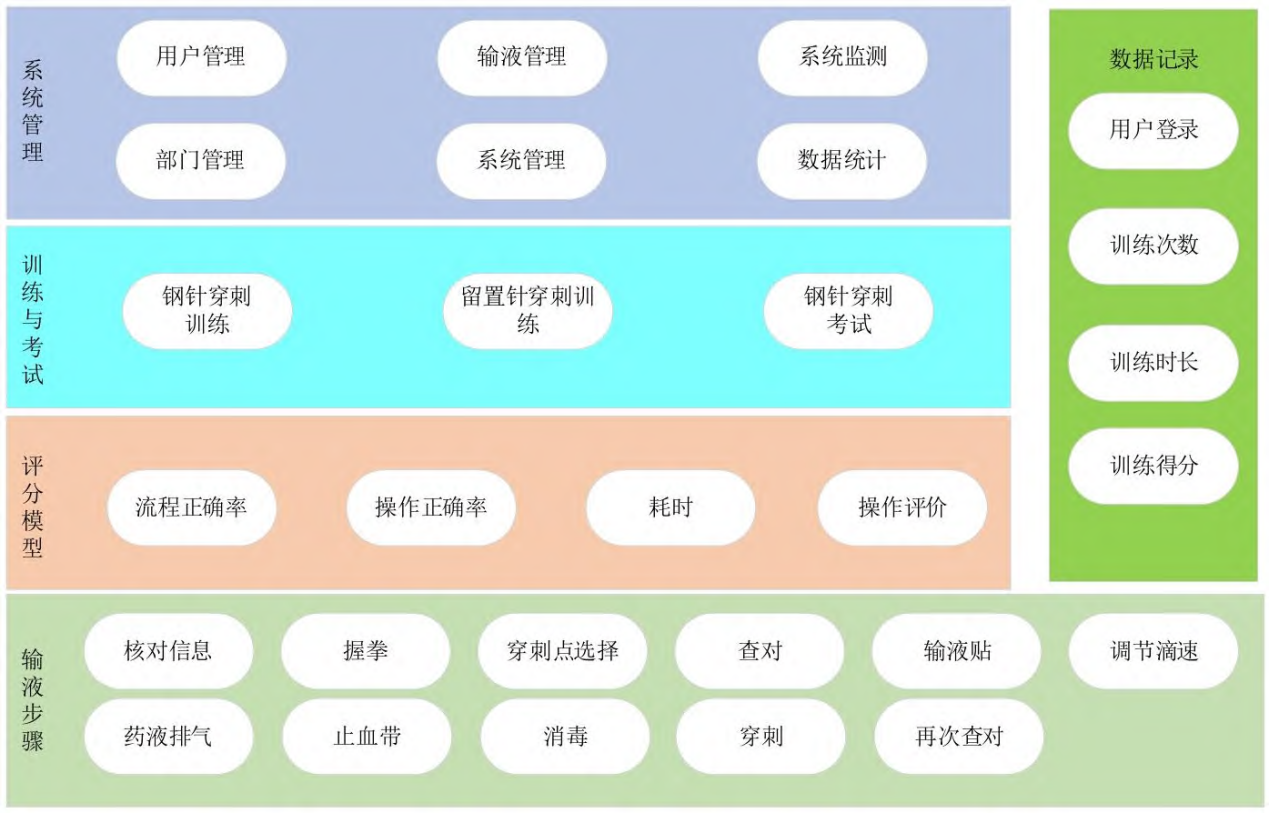 系统管理
用户管理
输液管理
系统监测
部门管理
系统管理
数据统计
训练与考试
钢针穿刺
训练
留置针穿刺训
练
钢针穿刺
考试
评分模型
流程正确率
操作正确率
耗时
操作评价
数据记录
用户登录
训练次数
训练时长
训练得分
输液步骤
核对信息
握拳
穿刺点选择
查对
输液贴
调节滴速
药液排气
止血带
消毒
穿刺
再次查对